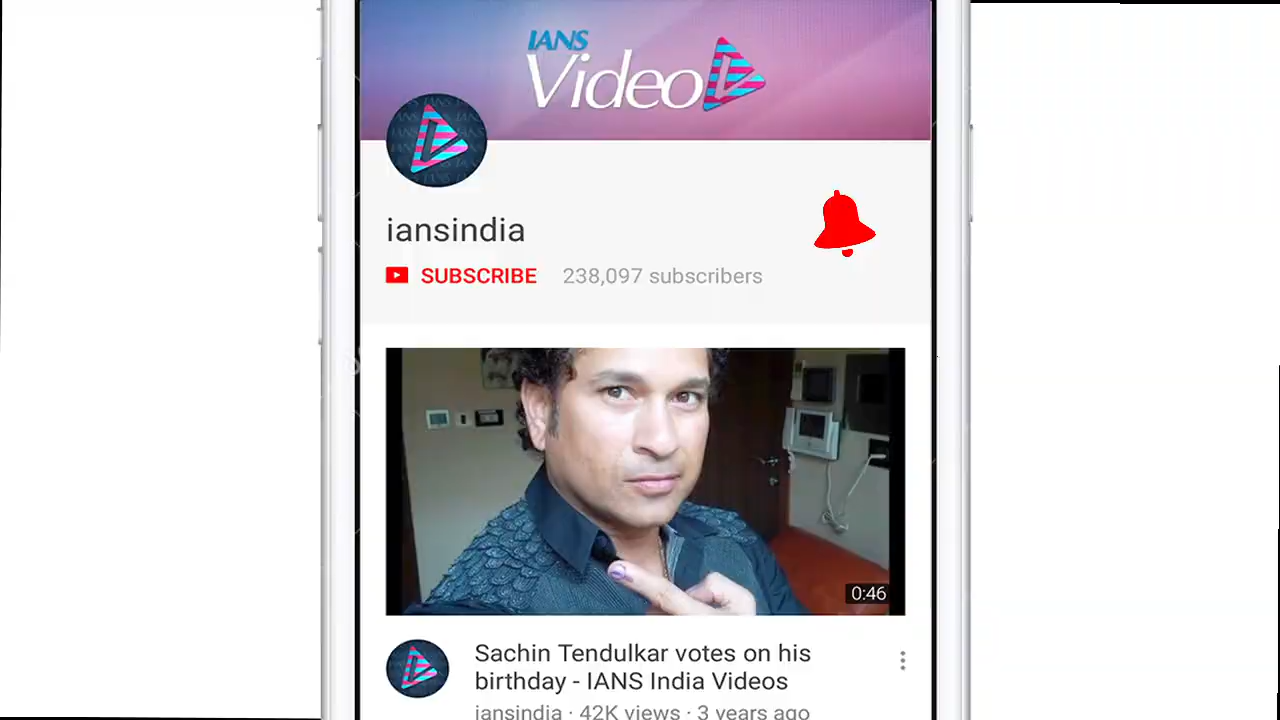 IANS
Video
iansindia
SUBSCRIBE 238,097 subscribers
0:46
Sachin Tendulkar votes on his
birthday - IANS India Videos
iansindia · 42K views · 3 years ago